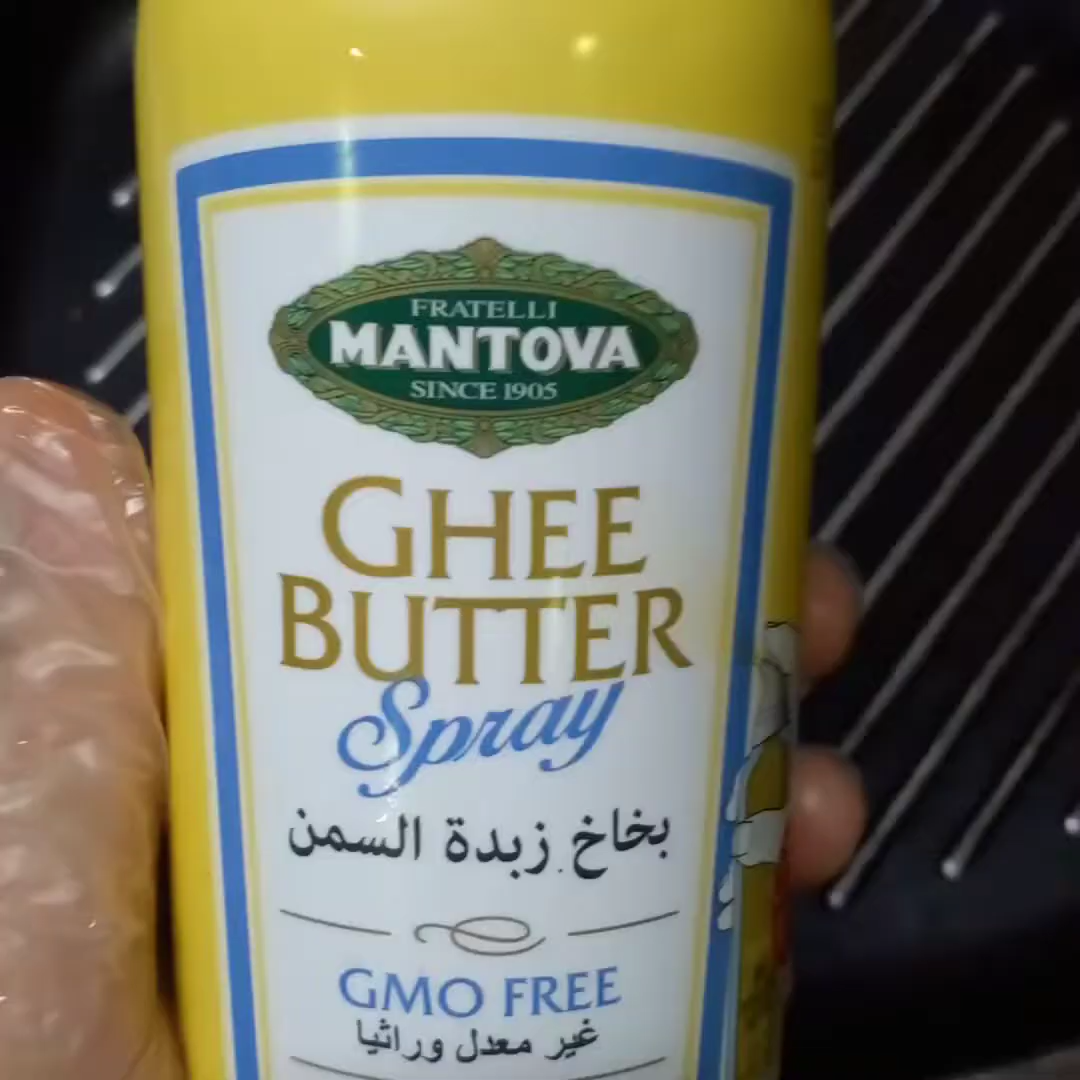 FRATELLI
MANTOVA
SINCE 1905
GHEE
BUTTER
Spray
بخاخ زبدة السمن
GMO FREE
غير معدل وراثيا